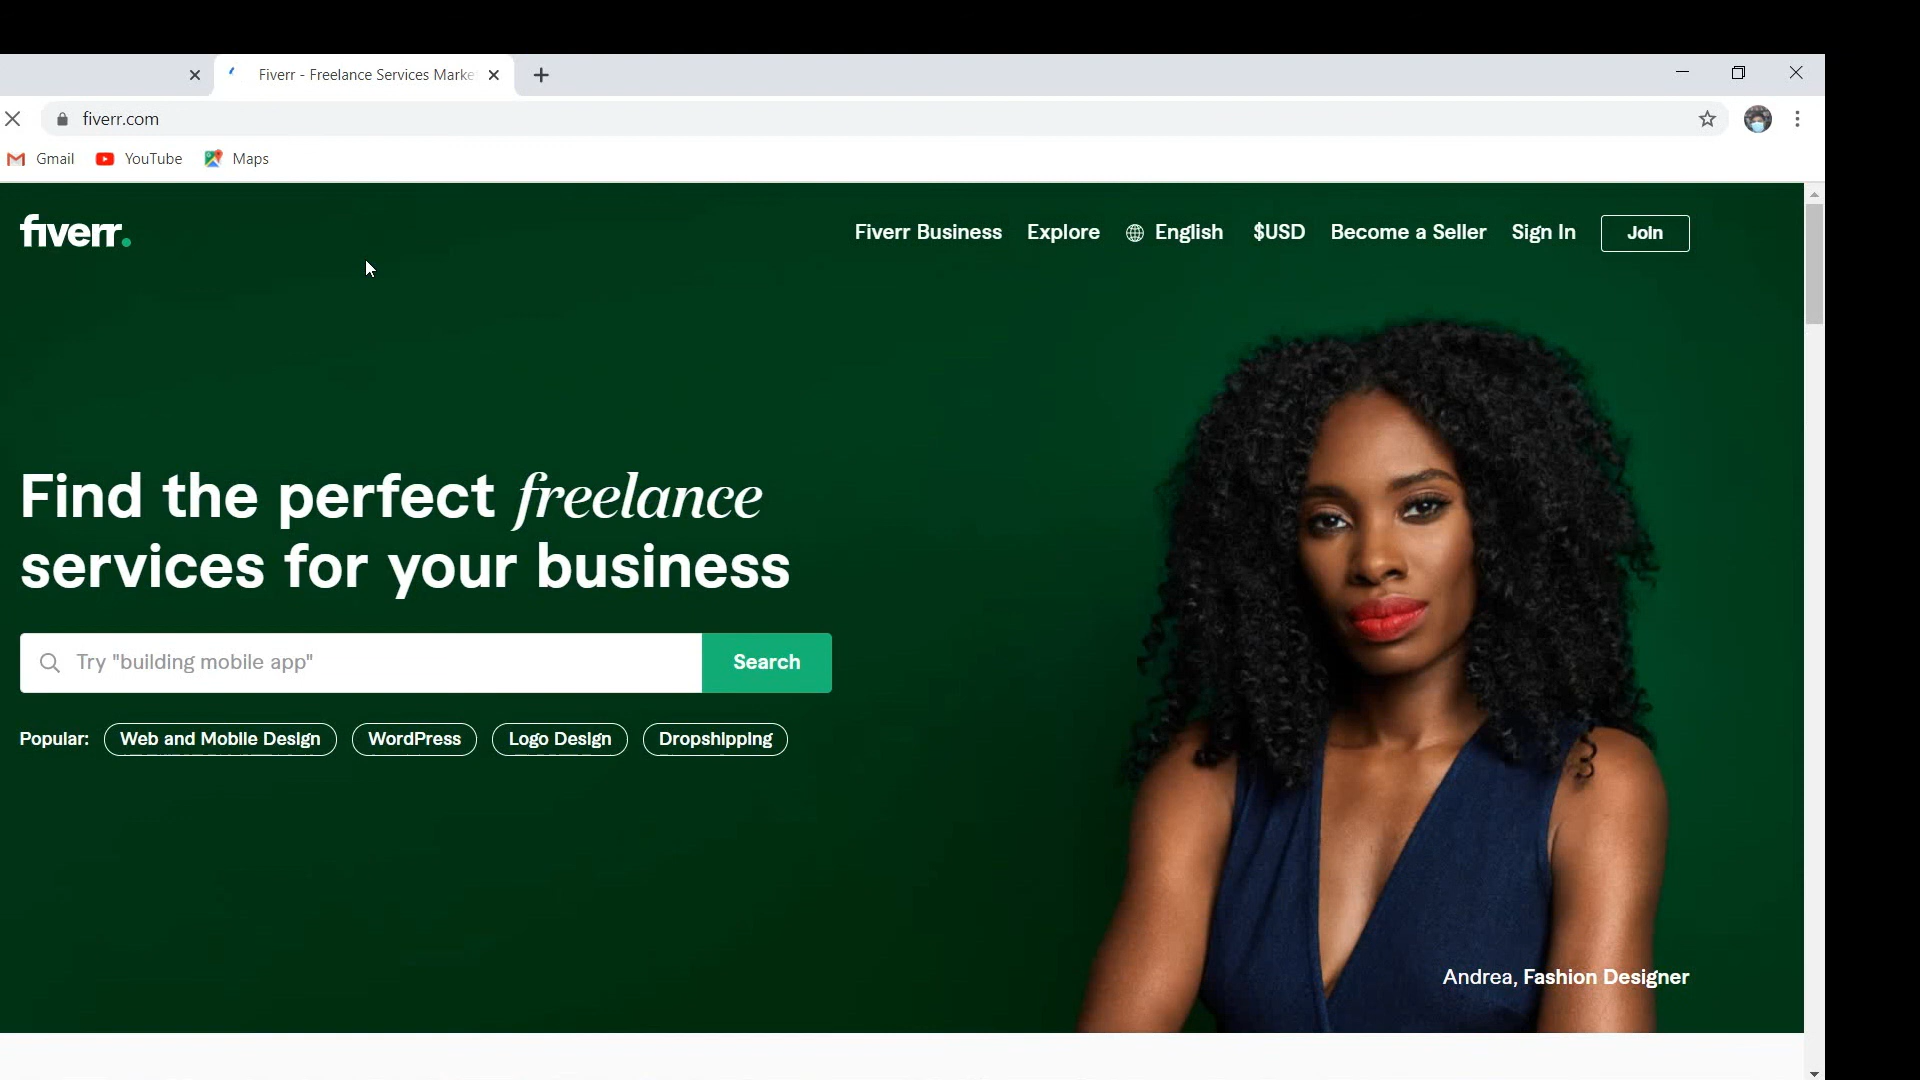 Fiverr - Freelance Services Marke
fiverr.com
Gmail YouTube Maps
fiverr.
Fiverr Business Explore English $USD Become a Seller Sign In Join
Find the perfect freelance
services for your business
Try "building mobile app" Search
Popular: Web and Mobile Design WordPress Logo Design Dropshipping
Andrea, Fashion Designer